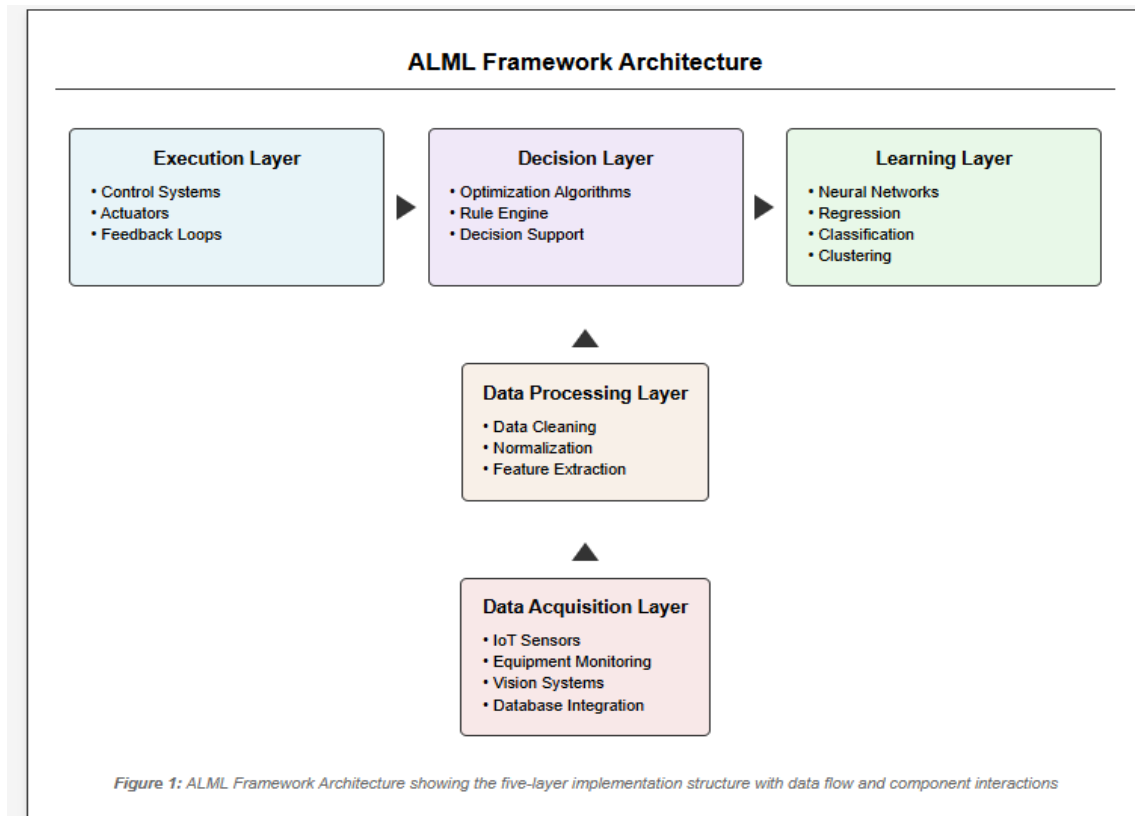 ALML Framework Architecture
Execution Layer
• Control Systems
• Actuators
• Feedback Loops
Decision Layer
• Optimization Algorithms
• Rule Engine
• Decision Support
Learning Layer
• Neural Networks
• Regression
• Classification
• Clustering
Data Processing Layer
• Data Cleaning
• Normalization
• Feature Extraction
Data Acquisition Layer
• IoT Sensors
• Equipment Monitoring
• Vision Systems
• Database Integration
Figure 1: ALML Framework Architecture showing the five-layer implementation structure with data flow and component interactions